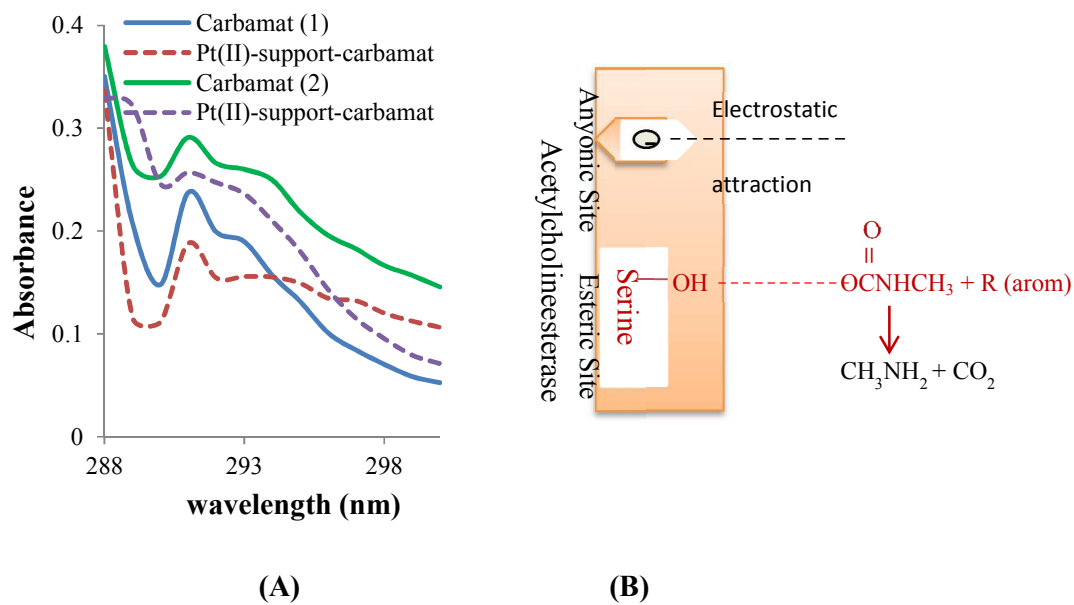 0.4
0.3
0.2
0.1
0
Absorbance
Carbamat (1)
Pt(II)-support-carbamat
Carbamat (2)
Pt(II)-support-carbamat
288
293
298
wavelength (nm)
(A)
Acetylcholineesterase
Anyonic Site
Esteric Site
Electrostatic
attraction
Serine
OH
O
OCNHCH₃ + R (arom)
CH₃NH₂ + CO₂
(B)